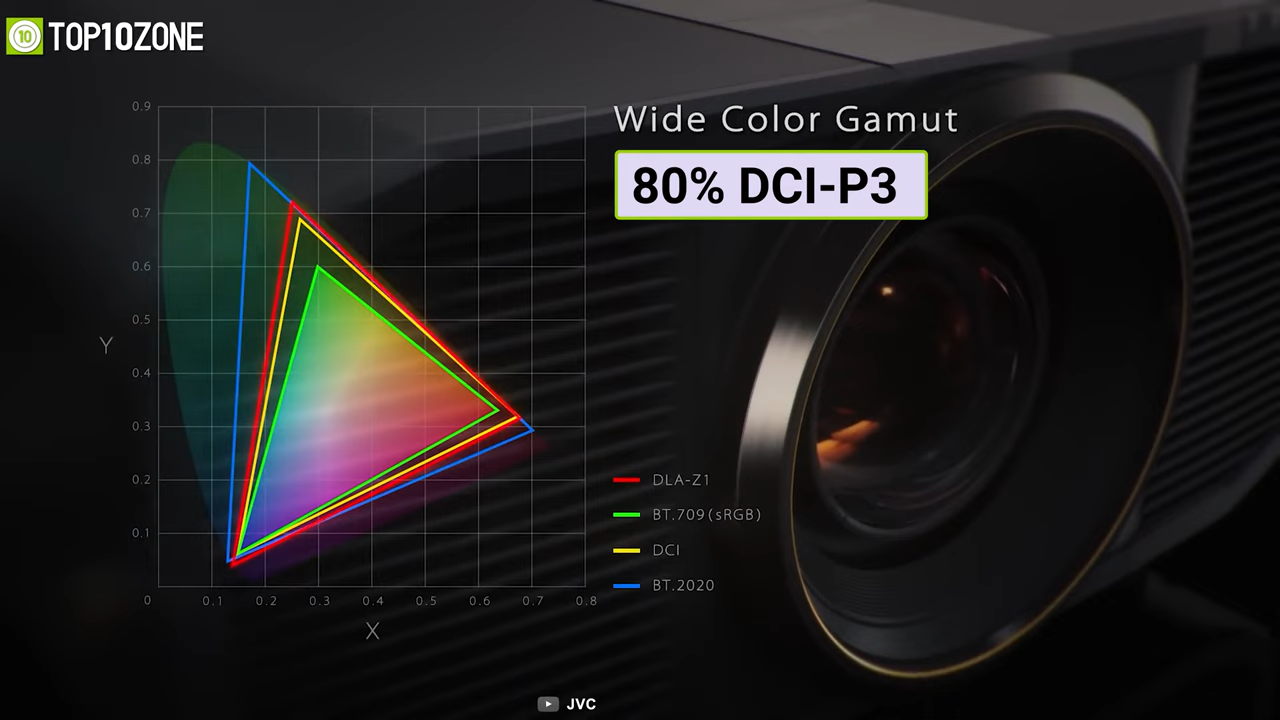 TOP10ZONE
10
Wide Color Gamut
80% DCI-P3
0.9
0.8
0.7
0.6
0.5
0.4
0.3
0.2
0.1
Y
0
0.1
0.2
0.3
0.4
0.5
0.6
0.7
0.8
X
DLA-Z1
BT.709(sRGB)
DCI
BT.2020
JVC